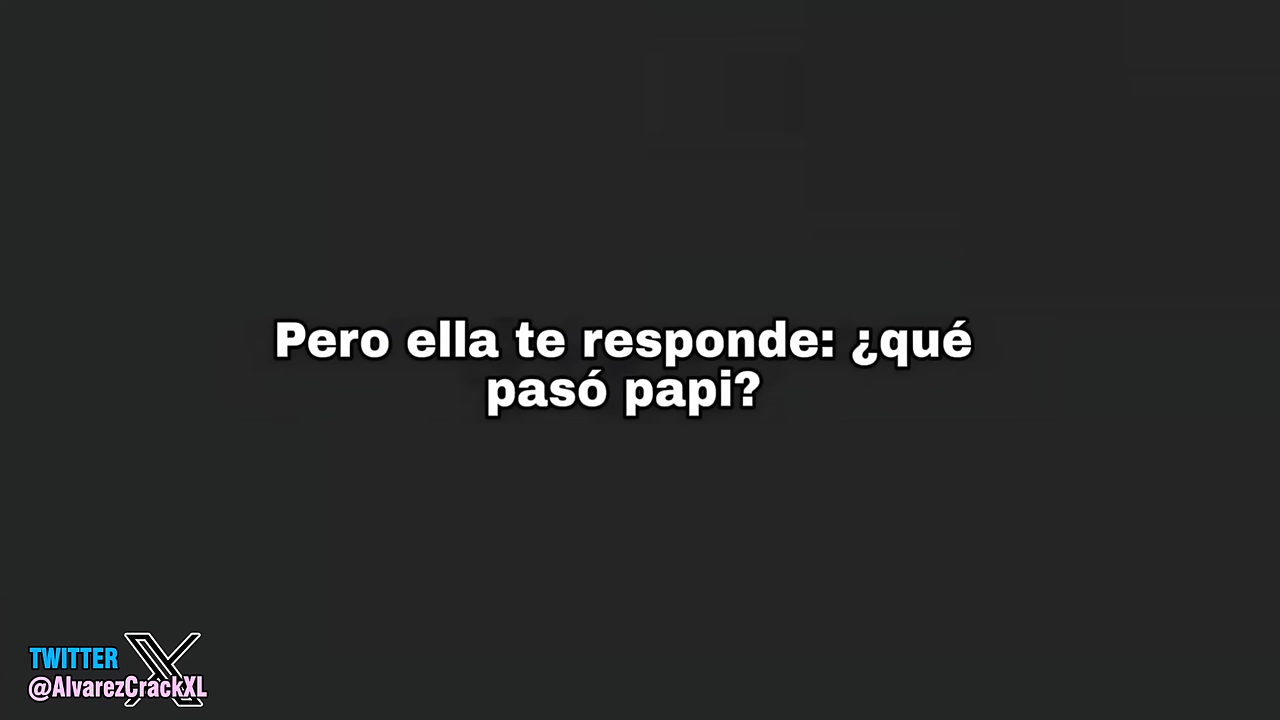 Pero ella te responde: ¿qué
pasó papi?
TWITTER X
@AlvarezCrackXL